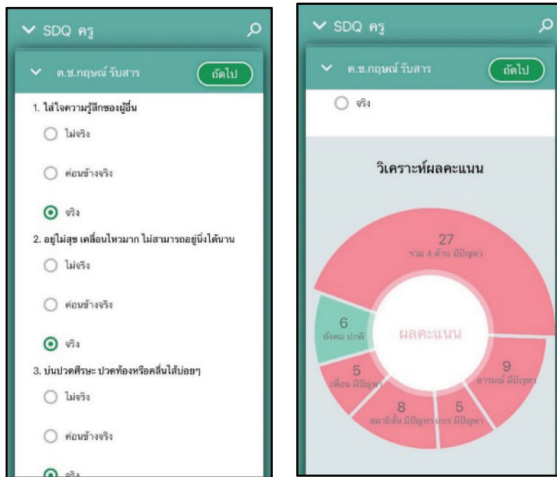 SDQ ครู
ด.ช.กฤษณ์ รับสาร
ถัดไป
1. ใส่ใจความรู้สึกของผู้อื่น
ไม่จริง
ค่อนข้างจริง
จริง
2. อยู่ไม่สุข เคลื่อนไหวมาก ไม่สามารถอยู่นิ่งได้นาน
ไม่จริง
ค่อนข้างจริง
จริง
3. บ่นปวดศีรษะ ปวดท้องหรือคลื่นไส้บ่อยๆ
ไม่จริง
ค่อนข้างจริง
จริง
SDQ ครู
ด.ช.กฤษณ์ รับสาร
ถัดไป
จริง
วิเคราะห์ผลคะแนน
27
รวม 4 ด้าน มีปัญหา
6
สังคม ปกติ
ผลคะแนน
9
อารมณ์ มีปัญหา
5
เพื่อน มีปัญหา
8
สมาธิสั้น มีปัญหา
5
เกเร มีปัญหา